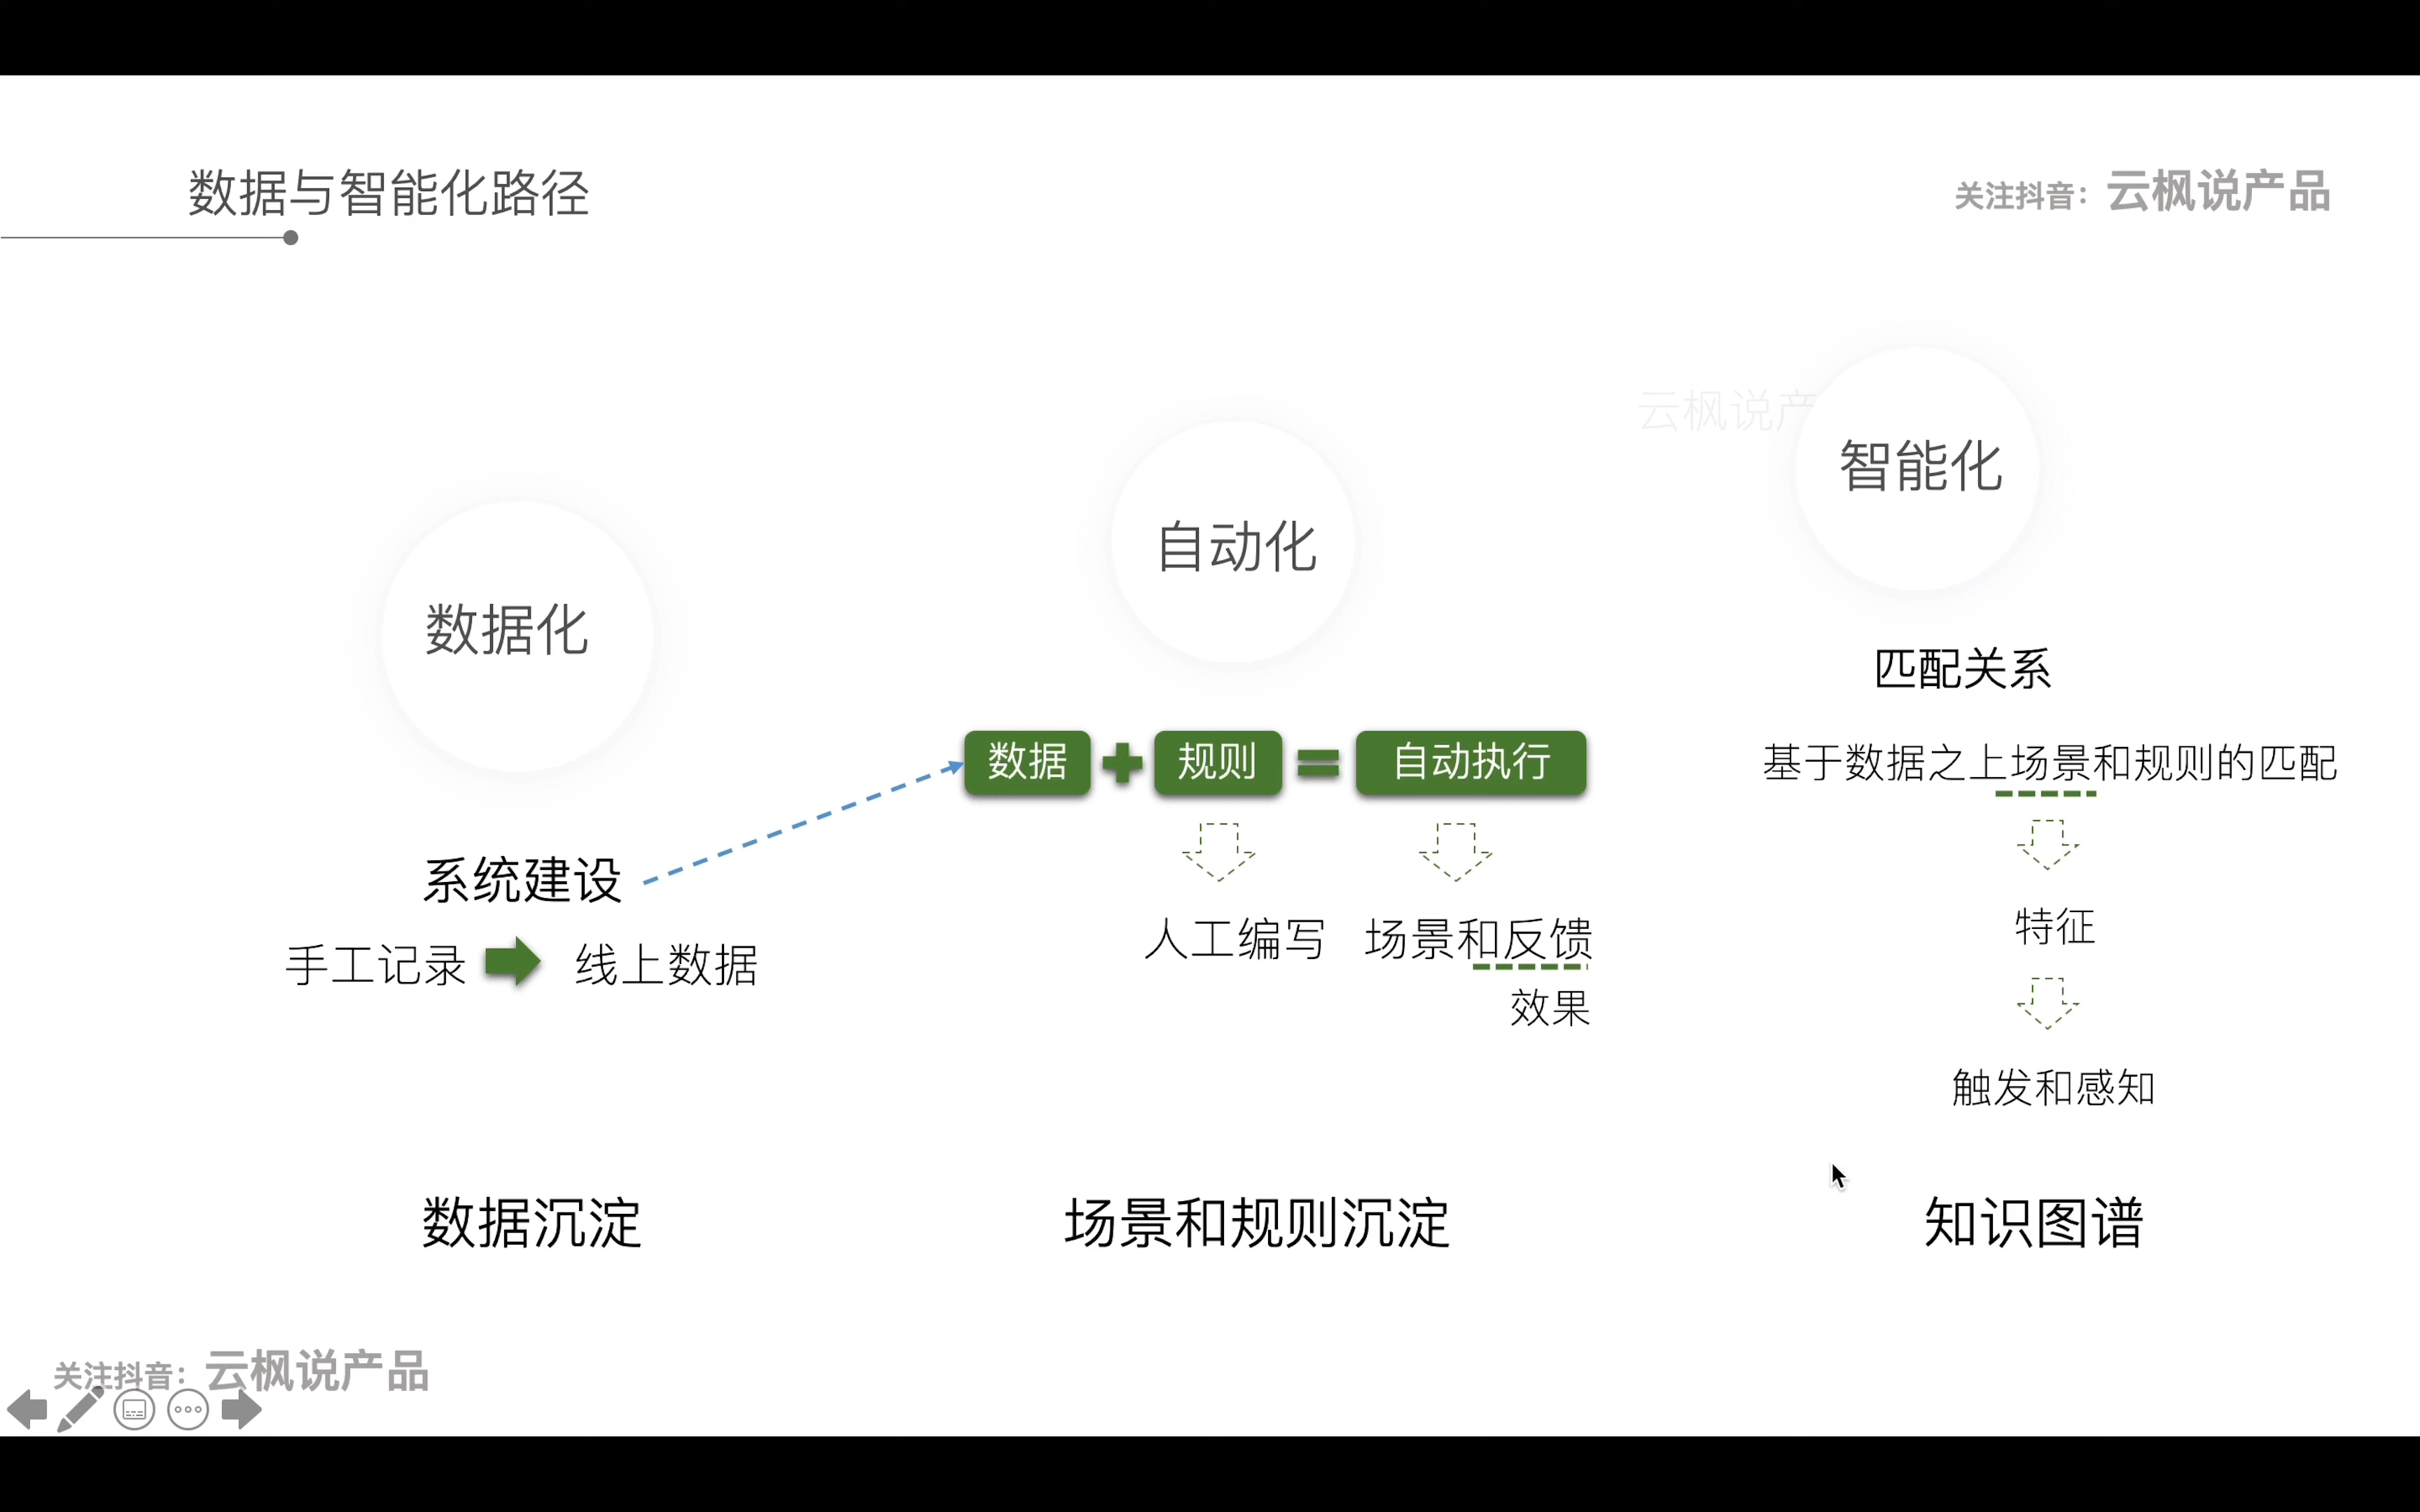 数据与智能化路径
关注抖音：云枫说产品
云枫说产
智能化
自动化
数据化
匹配关系
数据 + 规则 = 自动执行
基于数据之上场景和规则的匹配
系统建设
手工记录 线上数据
人工编写 场景和反馈
效果
特征
触发和感知
数据沉淀
场景和规则沉淀
知识图谱
关注抖音：云枫说产品